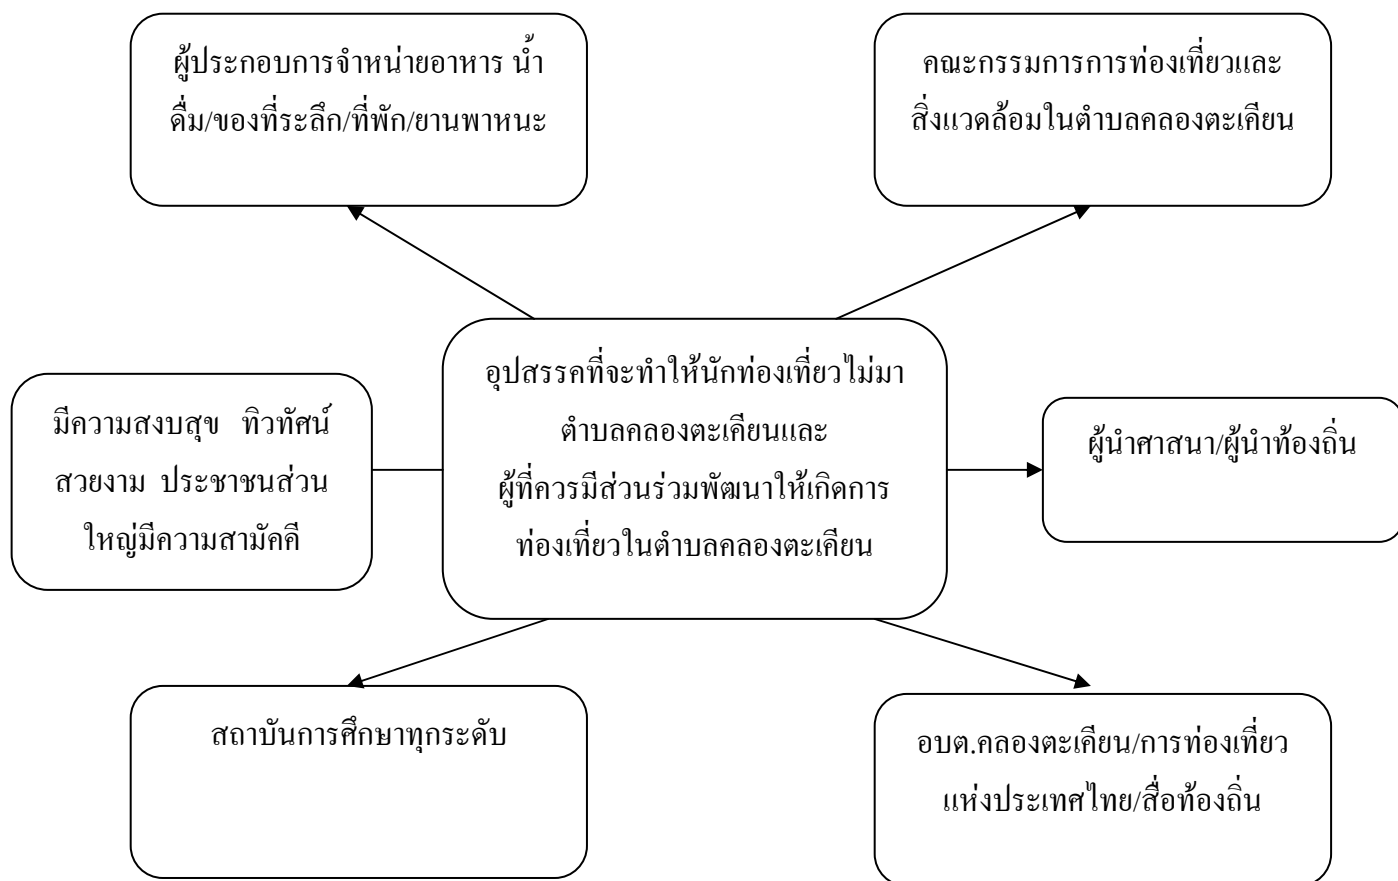 ผู้ประกอบการจำหน่ายอาหาร น้ำ
ดื่ม/ของที่ระลึก/ที่พัก/ยานพาหนะ
คณะกรรมการการท่องเที่ยวและ
สิ่งแวดล้อมในตำบลคลองตะเคียน
มีความสงบสุข ทิวทัศน์
สวยงาม ประชาชนส่วน
ใหญ่มีความสามัคคี
อุปสรรคที่จะทำให้นักท่องเที่ยวไม่มา
ตำบลคลองตะเคียนและ
ผู้ที่ควรมีส่วนร่วมพัฒนาให้เกิดการ
ท่องเที่ยวในตำบลคลองตะเคียน
ผู้นำศาสนา/ผู้นำท้องถิ่น
สถาบันการศึกษาทุกระดับ
อบต.คลองตะเคียน/การท่องเที่ยว
แห่งประเทศไทย/สื่อท้องถิ่น